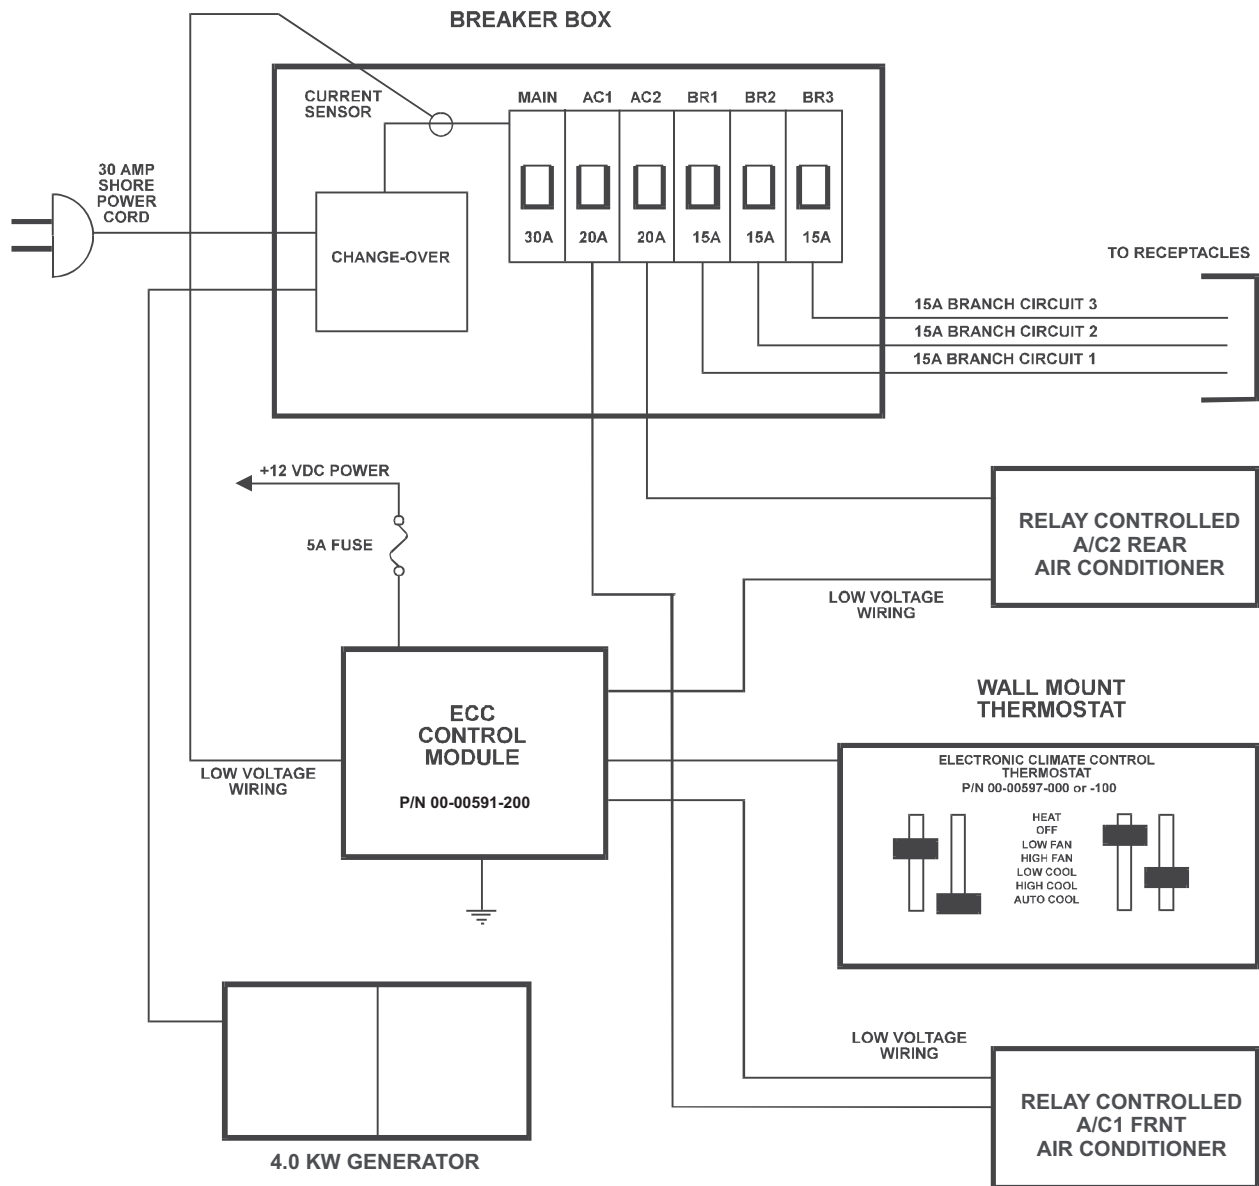 BREAKER BOX
CURRENT
SENSOR
MAIN AC1 AC2 BR1 BR2 BR3
30A 20A 20A 15A 15A 15A
30 AMP
SHORE
POWER
CORD
CHANGE-OVER
TO RECEPTACLES
15A BRANCH CIRCUIT 3
15A BRANCH CIRCUIT 2
15A BRANCH CIRCUIT 1
+12 VDC POWER
5A FUSE
RELAY CONTROLLED
A/C2 REAR
AIR CONDITIONER
LOW VOLTAGE
WIRING
ECC
CONTROL
MODULE
P/N 00-00591-200
LOW VOLTAGE
WIRING
WALL MOUNT
THERMOSTAT
ELECTRONIC CLIMATE CONTROL
THERMOSTAT
P/N 00-00597-000 or -100
HEAT
OFF
LOW FAN
HIGH FAN
LOW COOL
HIGH COOL
AUTO COOL
LOW VOLTAGE
WIRING
RELAY CONTROLLED
A/C1 FRNT
AIR CONDITIONER
4.0 KW GENERATOR